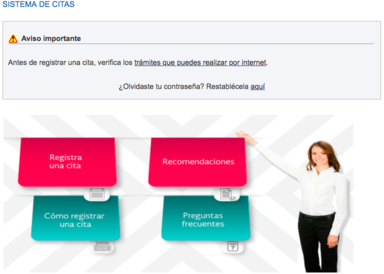 SISTEMA DE CITAS
Aviso importante
Antes de registrar una cita, verifica los trámites que puedes realizar por internet.
¿Olvidaste tu contraseña? Restablécela aquí
Registra
una cita
Recomendaciones
Cómo registrar
una cita
Preguntas
frecuentes
?